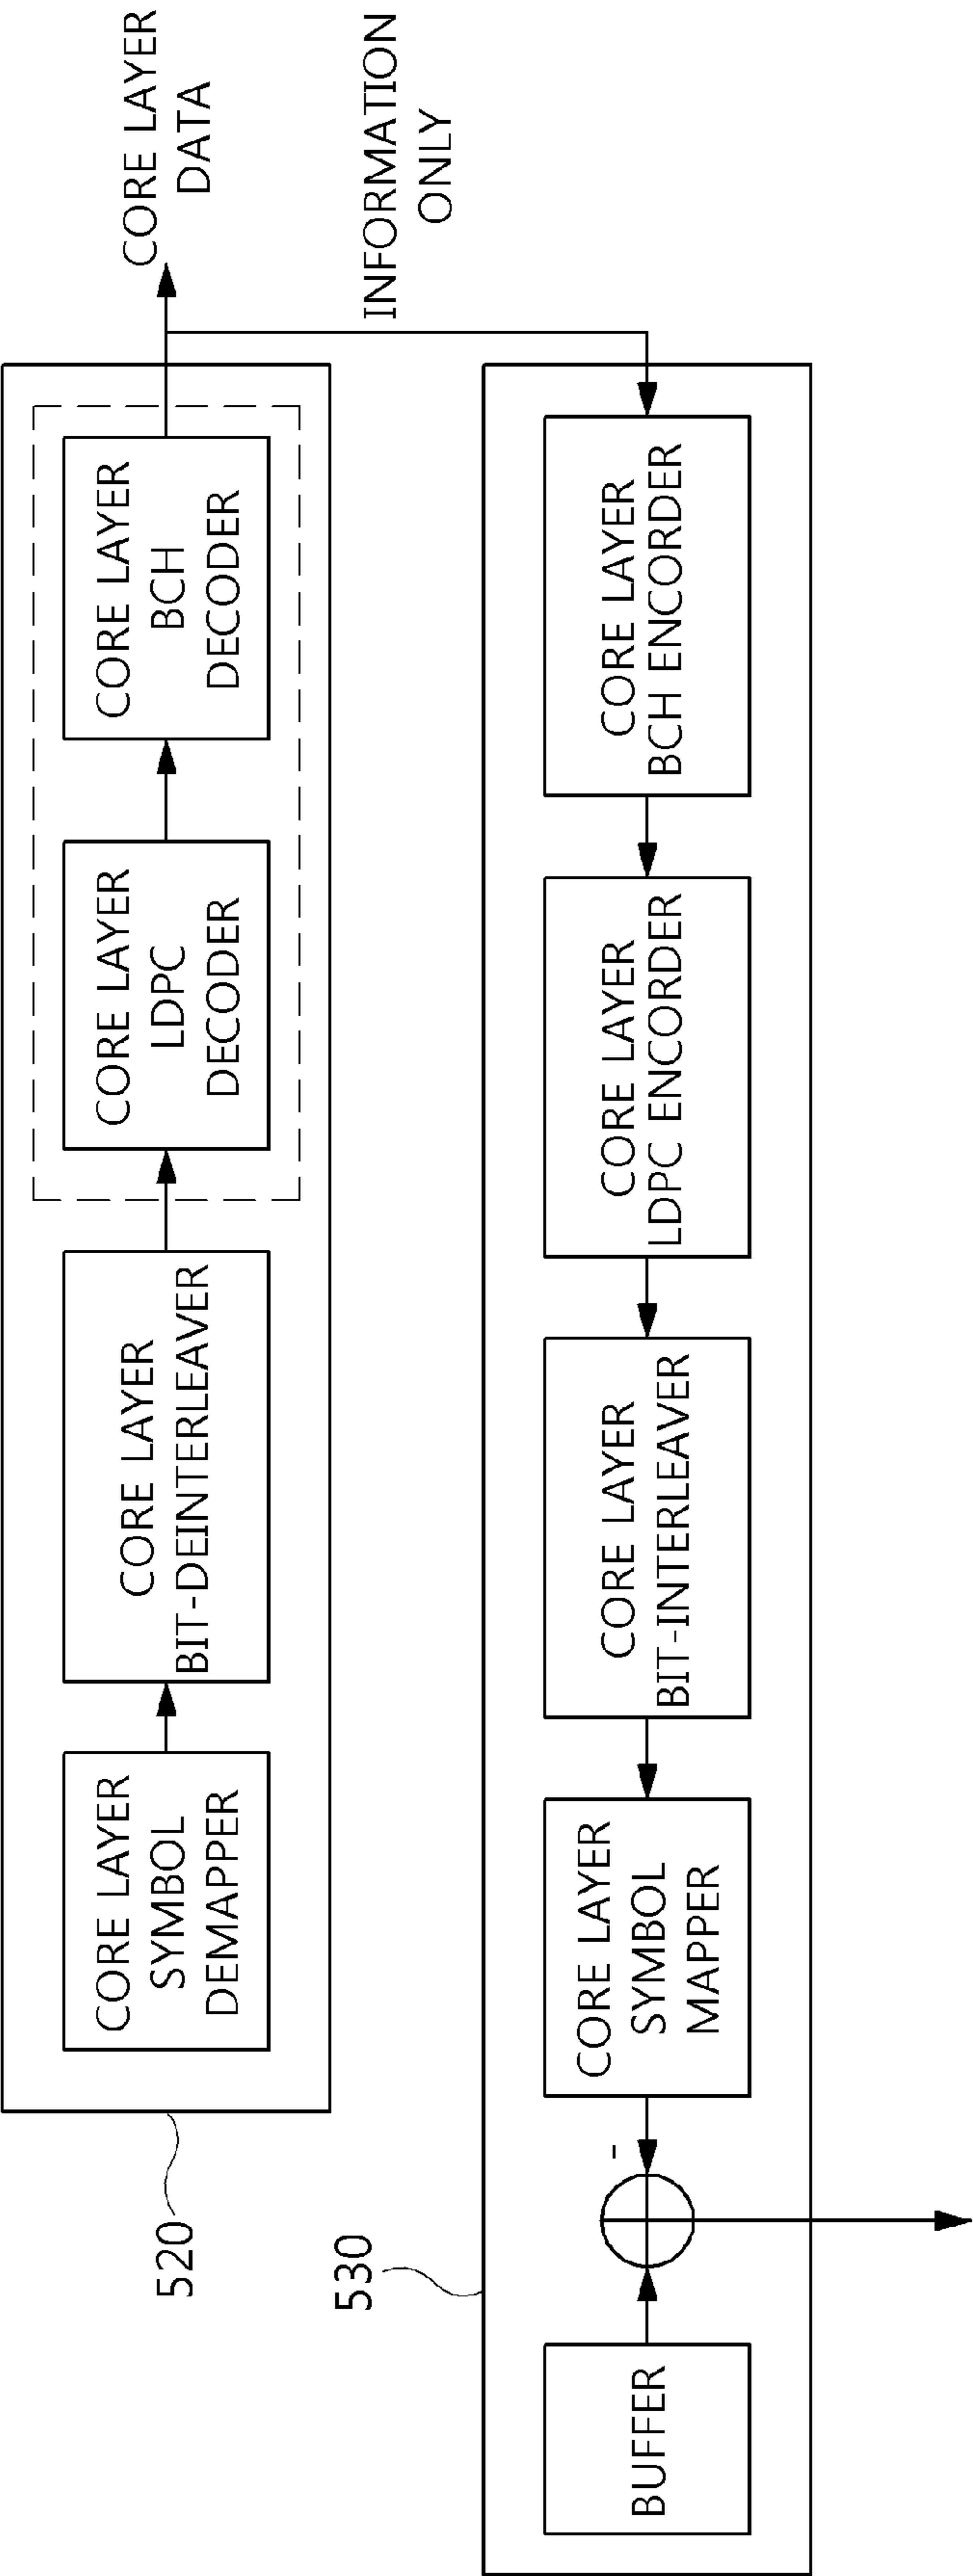 520
CORE LAYER
SYMBOL
DEMAPPER
CORE LAYER
BIT-DEINTERLEAVER
CORE LAYER
LDPC
DECODER
CORE LAYER
BCH
DECODER
CORE LAYER
DATA
INFORMATION
ONLY
530
BUFFER
-
CORE LAYER
SYMBOL
MAPPER
CORE LAYER
BIT-INTERLEAVER
CORE LAYER
LDPC ENCORDER
CORE LAYER
BCH ENCORDER